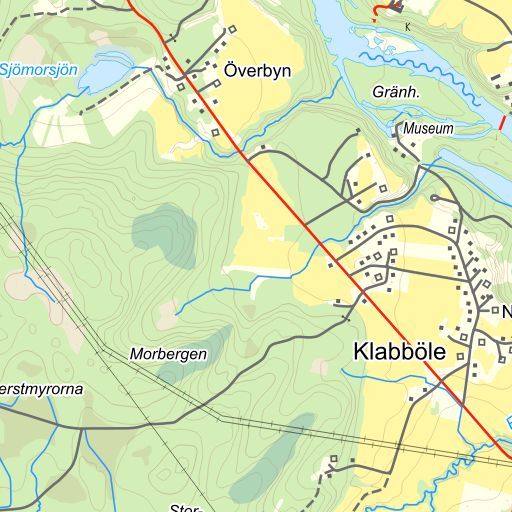 K
Sjömorsjön
Överbyn
Gränh.
Museum
Klabböle
Morbergen
erstmyrorna
N
Stor-